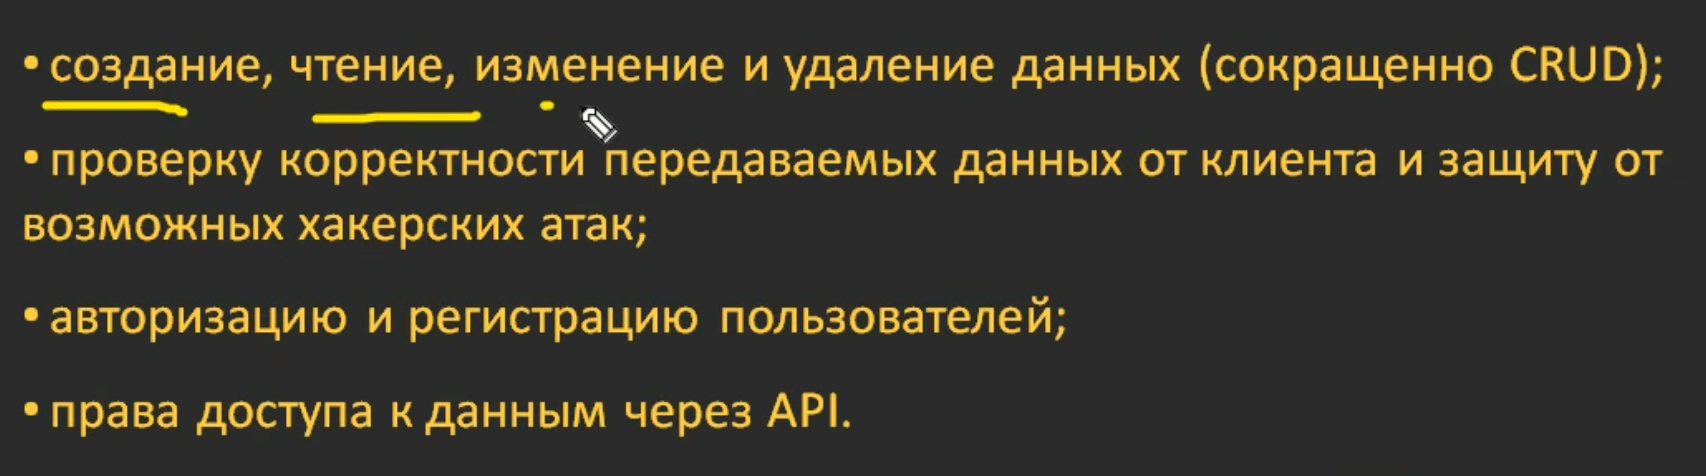 • создание, чтение, изменение и удаление данных (сокращенно CRUD);
• проверку корректности передаваемых данных от клиента и защиту от
возможных хакерских атак;
• авторизацию и регистрацию пользователей;
• права доступа к данным через API.